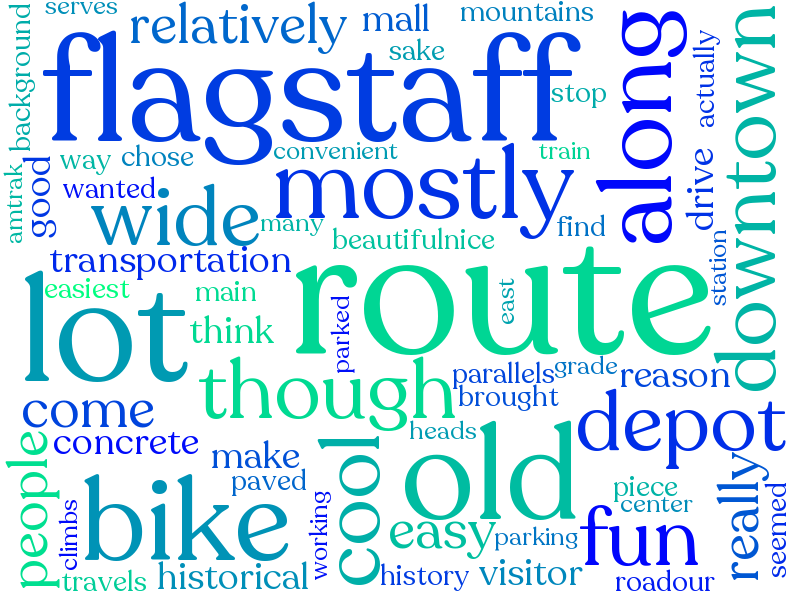 serves
relatively
mall
mountains
background
flagstaff
sake
stop
along
actually
downtown
way
chose
convenient
train
amtrak
good
wanted
wide
many
mostly
find
drive
beautifulnice
transportation
station
easiest
main
lot
think
parked
route
east
though
parallels
grade
reason
brought
come
concrete
heads
depot
people
make
paved
cool
old
piece
center
really
seemed
climbs
bike
working
easy
parking
fun
travels
historical
history
visitor
roadour